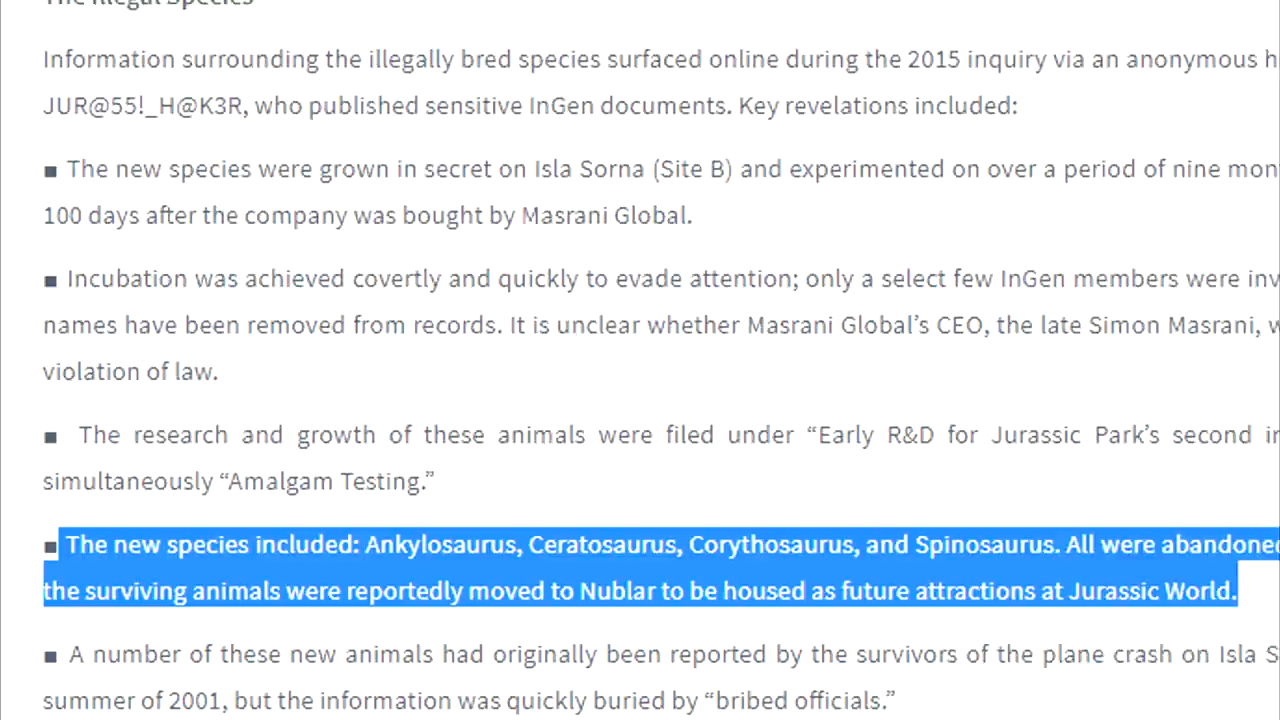 The Illegal Species
Information surrounding the illegally bred species surfaced online during the 2015 inquiry via an anonymous
JUR@55!_H@K3R, who published sensitive InGen documents. Key revelations included:
■ The new species were grown in secret on Isla Sorna (Site B) and experimented on over a period of nine
100 days after the company was bought by Masrani Global.
■ Incubation was achieved covertly and quickly to evade attention; only a select few InGen members were
names have been removed from records. It is unclear whether Masrani Global’s CEO, the late Simon Masrani,
violation of law.
■ The research and growth of these animals were filed under “Early R&D for Jurassic Park’s second
simultaneously “Amalgam Testing.”
■ The new species included: Ankylosaurus, Ceratosaurus, Corythosaurus, and Spinosaurus. All were abandoned
the surviving animals were reportedly moved to Nublar to be housed as future attractions at Jurassic World.
■ A number of these new animals had originally been reported by the survivors of the plane crash on Isla
summer of 2001, but the information was quickly buried by “bribed officials.”